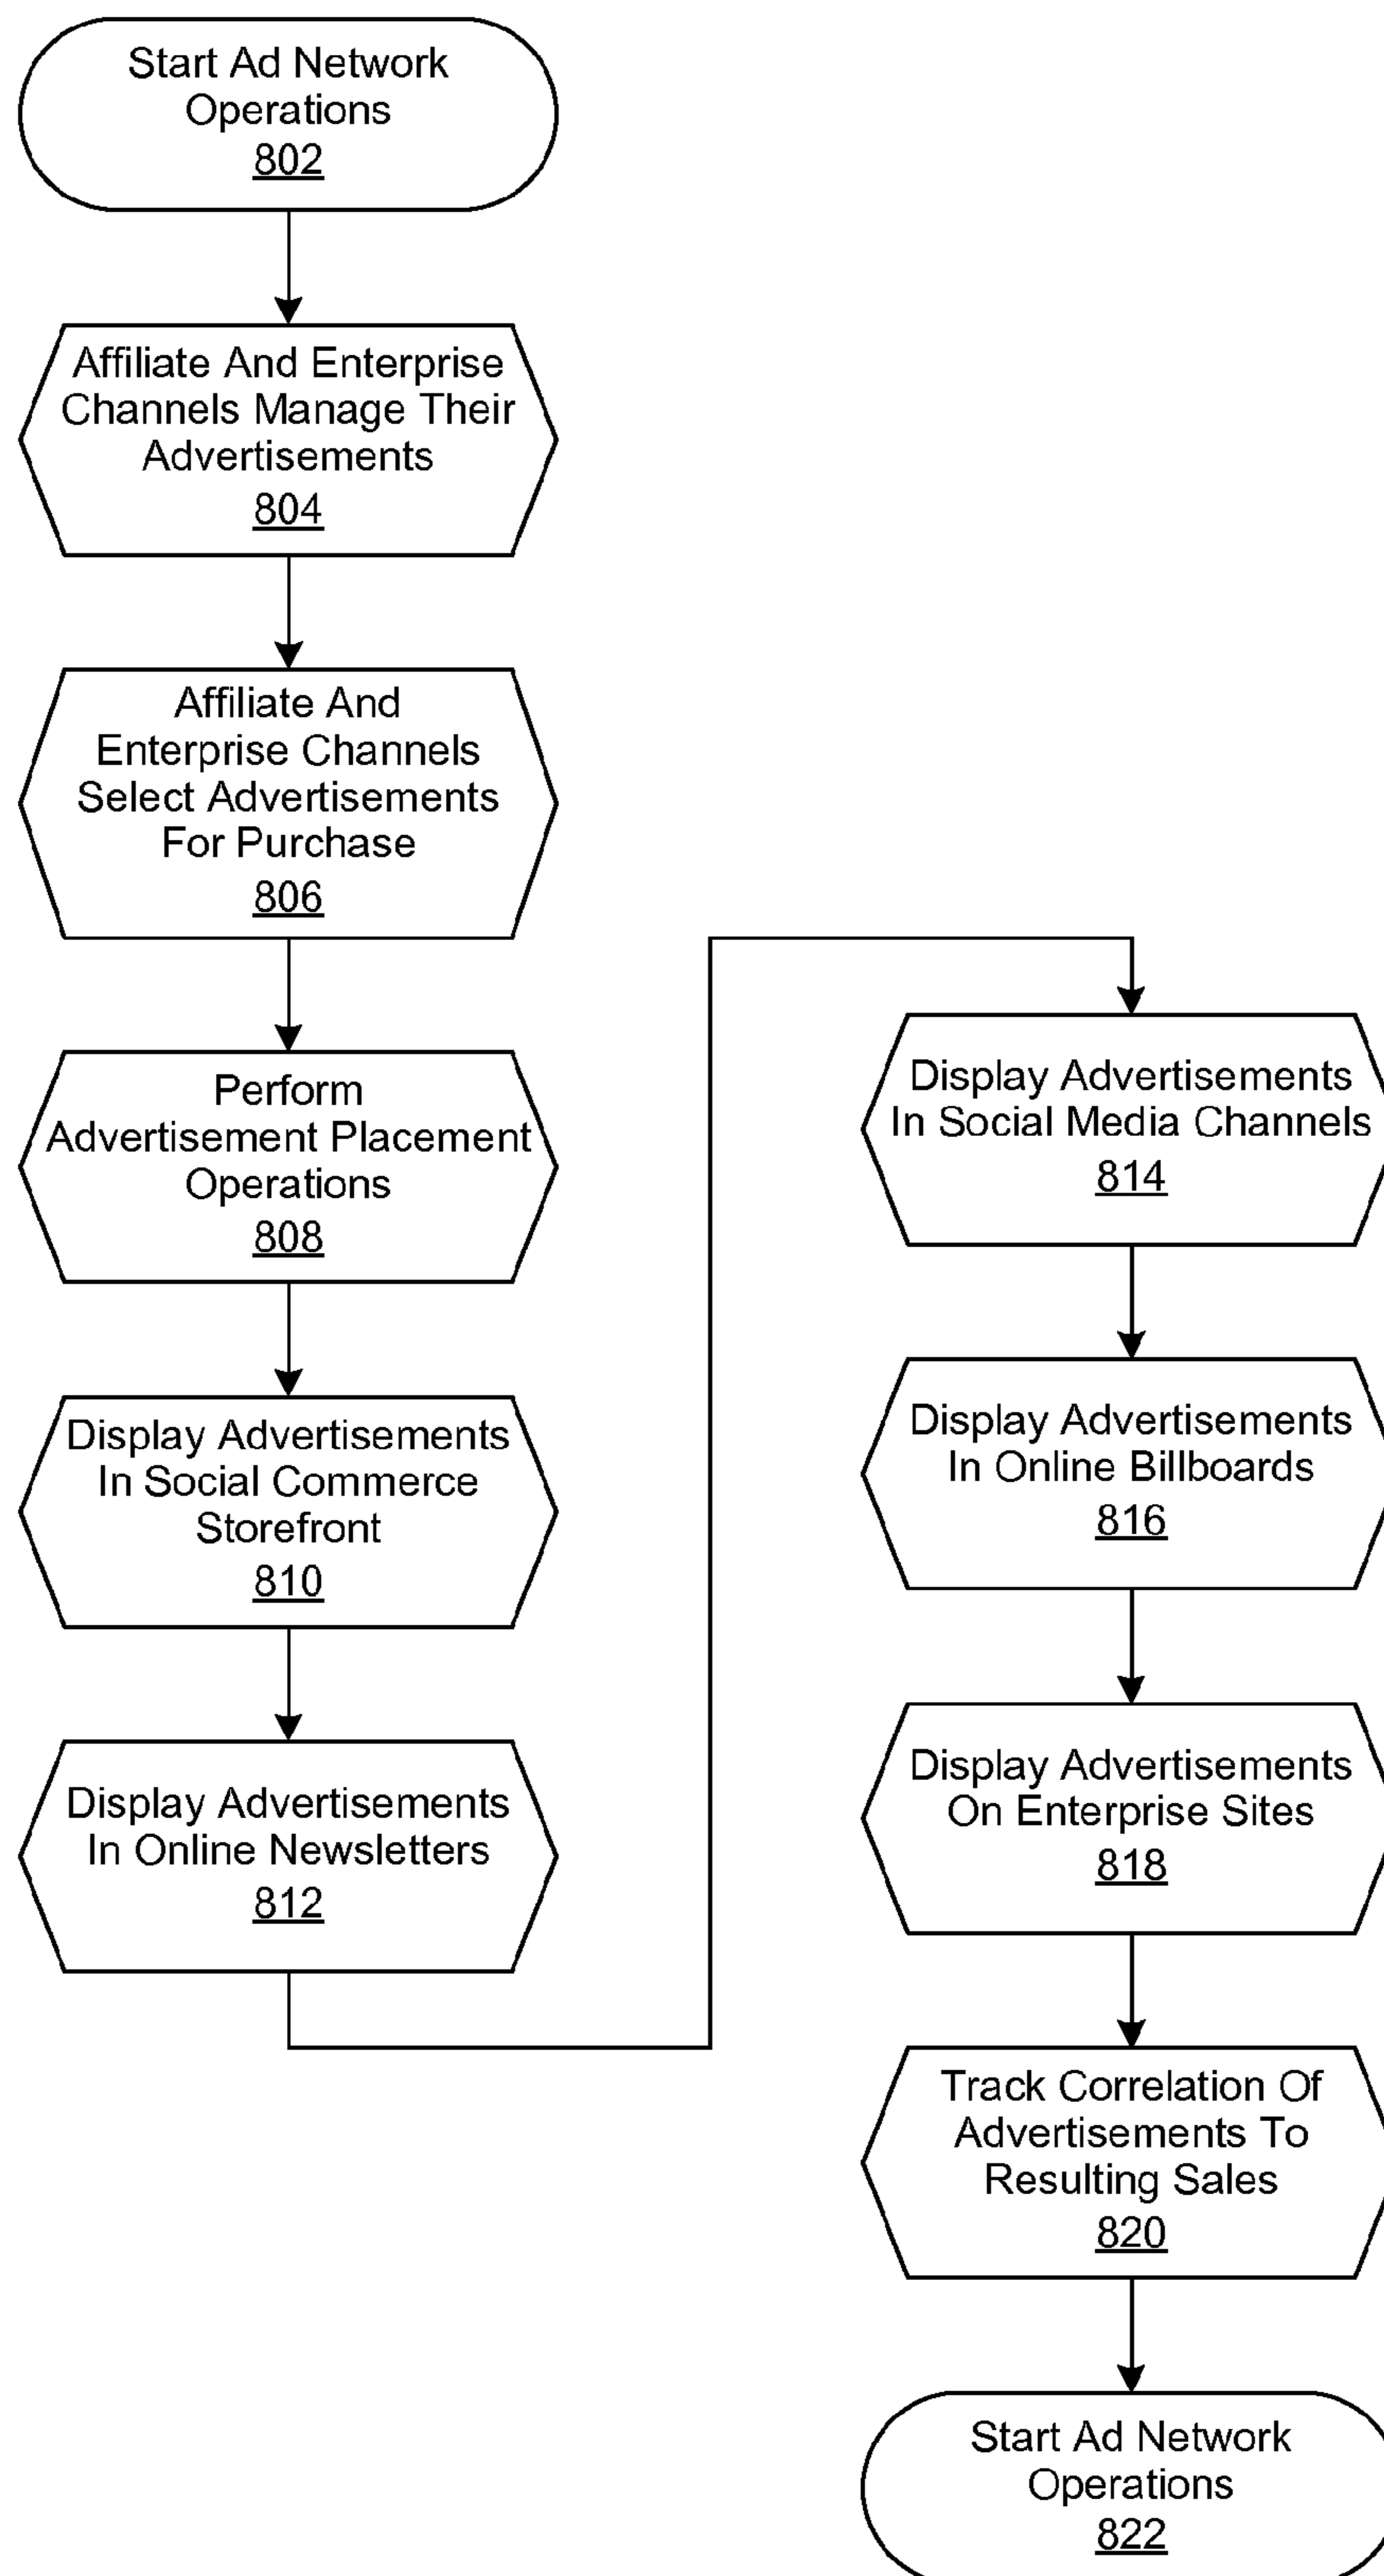 Start Ad Network
Operations
802
Affiliate And Enterprise
Channels Manage Their
Advertisements
804
Affiliate And
Enterprise Channels
Select Advertisements
For Purchase
806
Perform
Advertisement Placement
Operations
808
Display Advertisements
In Social Commerce
Storefront
810
Display Advertisements
In Online Newsletters
812
Display Advertisements
In Social Media Channels
814
Display Advertisements
In Online Billboards
816
Display Advertisements
On Enterprise Sites
818
Track Correlation Of
Advertisements To
Resulting Sales
820
Start Ad Network
Operations
822